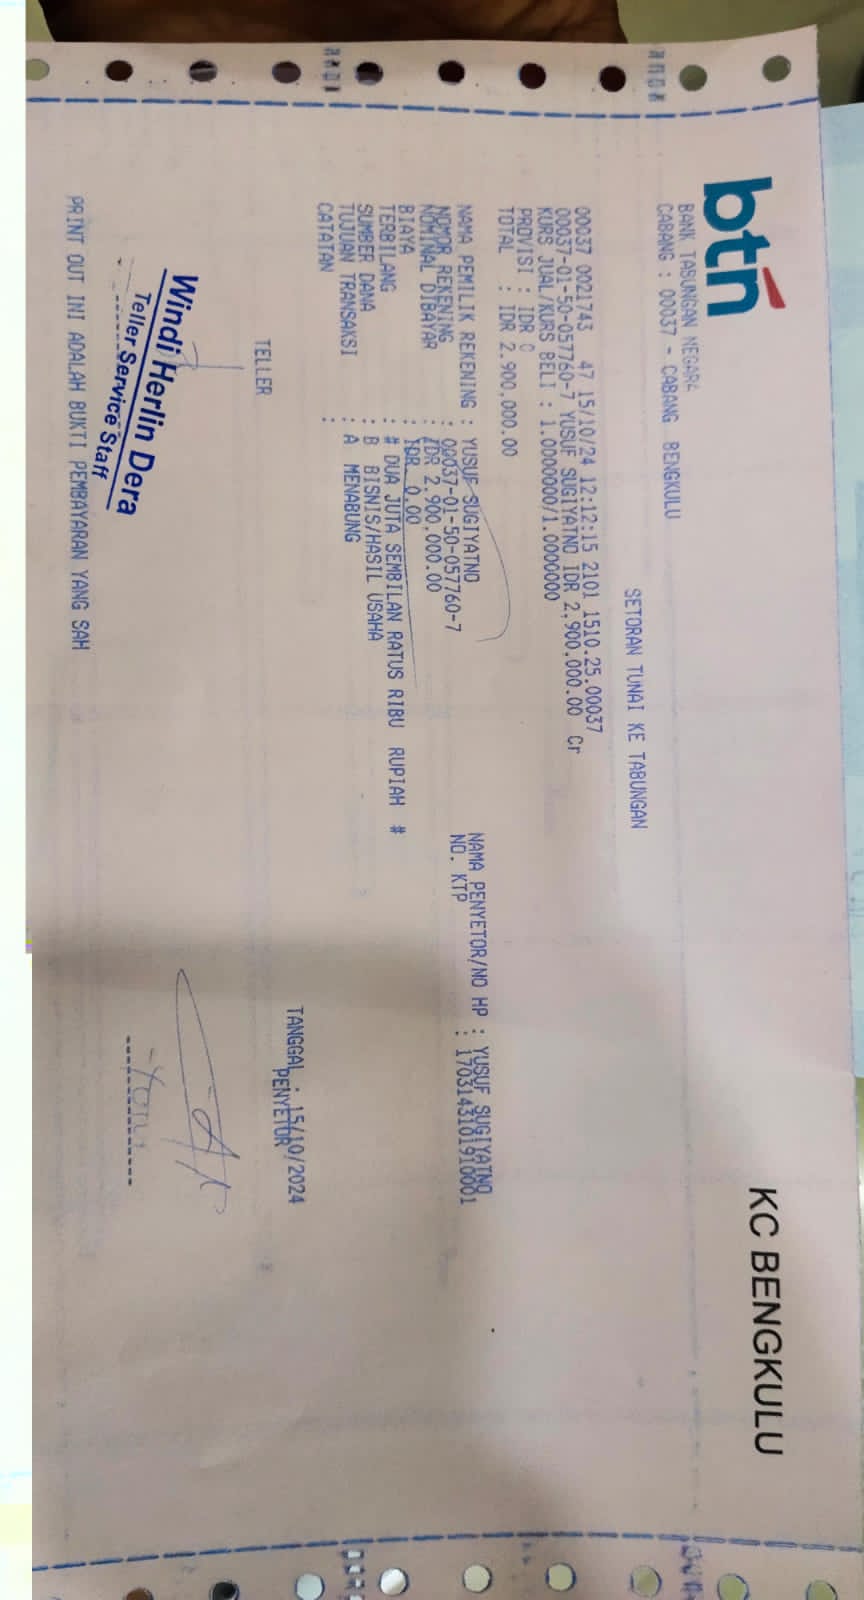 btn
KC BENGKULU
BANK TABUNGAN NEGARA
CABANG : 00037 - CABANG BENGKULU
SETORAN TUNAI KE TABUNGAN
00037 0021743 47 15/10/24 12:12:15 2101 1510.25.00037
00037-01-50-057760-7 YUSUF SUGIYATNO IDR 2,900,000.00 Cr
KURS JUAL/KURS BELI : 1.0000000/1.0000000
PROVISI : IDR 0
TOTAL : IDR 2,900,000.00
NAMA PEMILIK REKENING : YUSUF SUGIYATNO
NAMA PENYETOR/NO HP : YUSUF SUGIYATNO
NOMOR REKENING : 00037-01-50-057760-7
NO. KTP : 1703143101910001
NOMINAL DIBAYAR : IDR 2,900,000.00
BIAYA : IDR 0.00
TERBILANG : # DUA JUTA SEMBILAN RATUS RIBU RUPIAH #
SUMBER DANA : B BISNIS/HASIL USAHA
TUJUAN TRANSAKSI : A MENABUNG
CATATAN :
TANGGAL : 15/10/2024
TELLER
PENYETOR
Windi Herlin Dera
Teller Service Staff
PRINT OUT INI ADALAH BUKTI PEMBAYARAN YANG SAH